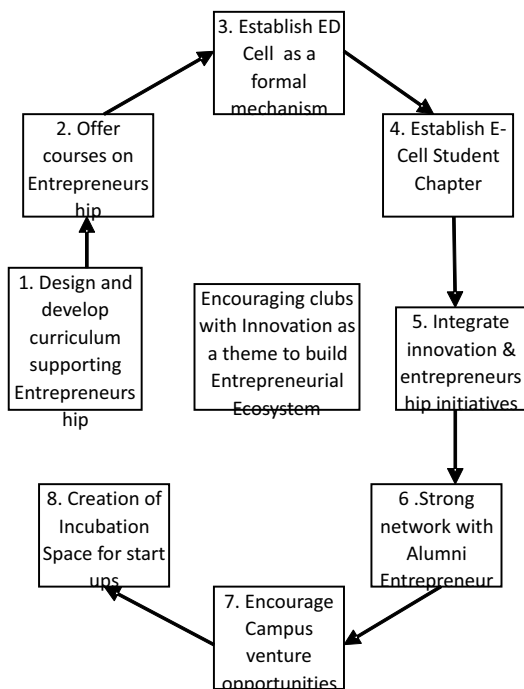 1. Design and
develop
curriculum
supporting
Entrepreneurs
hip
2. Offer
courses on
Entrepreneurs
hip
3. Establish ED
Cell as a
formal
mechanism
4. Establish E-
Cell Student
Chapter
5. Integrate
innovation &
entrepreneurs
hip initiatives
6 .Strong
network with
Alumni
Entrepreneur
7. Encourage
Campus
venture
opportunities
8. Creation of
Incubation
Space for start
ups
Encouraging clubs
with Innovation as
a theme to build
Entrepreneurial
Ecosystem